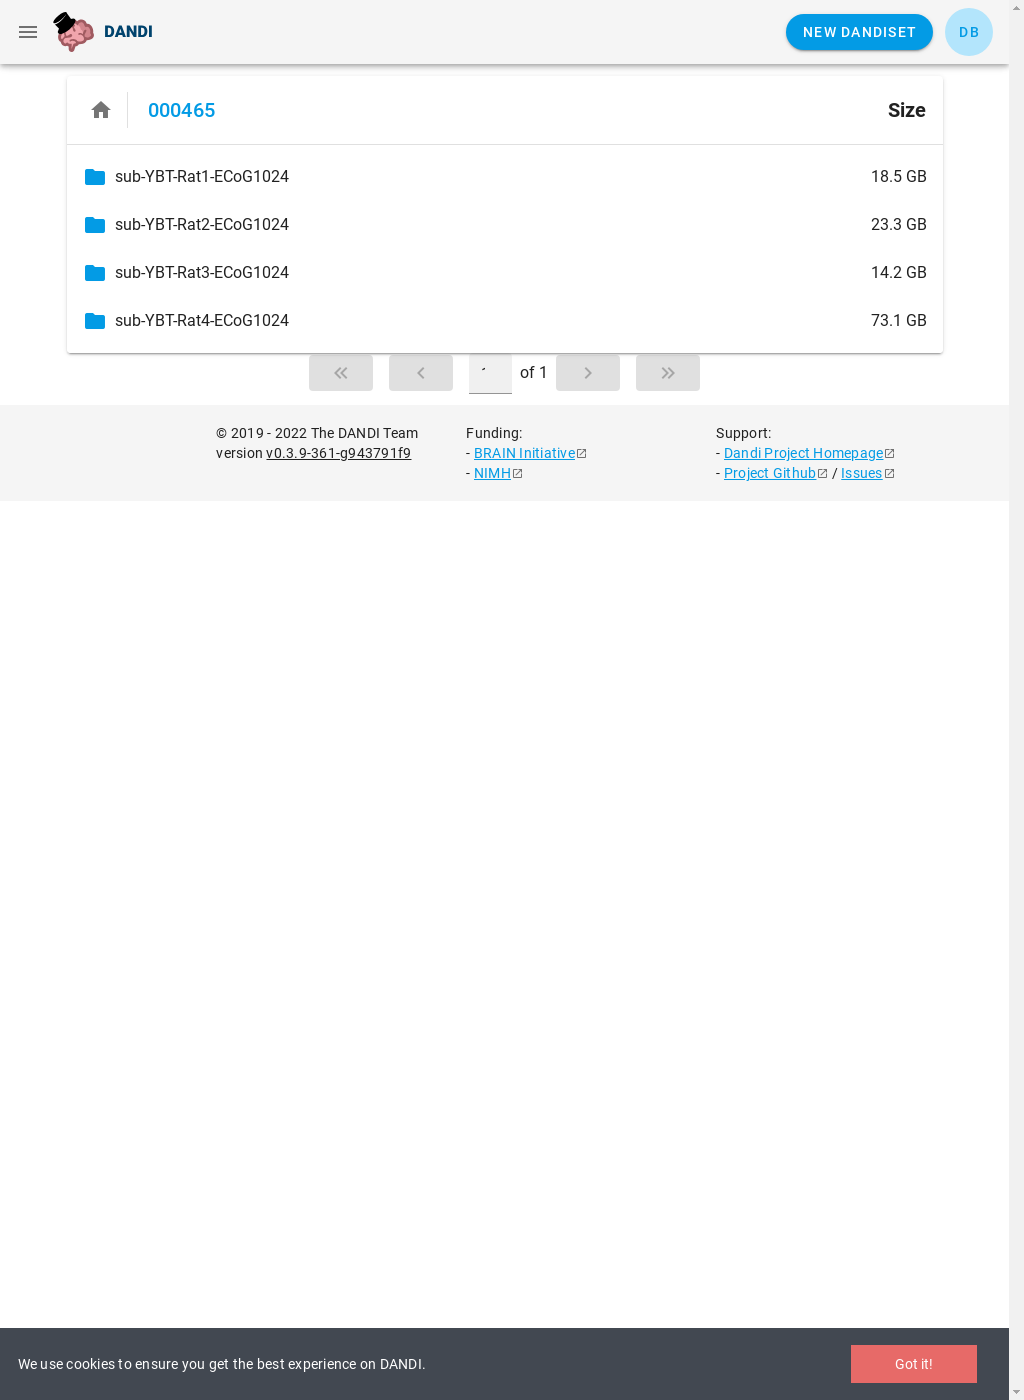 DANDI
NEW DANDISET
DB
000465
Size
sub-YBT-Rat1-ECoG1024 18.5 GB
sub-YBT-Rat2-ECoG1024 23.3 GB
sub-YBT-Rat3-ECoG1024 14.2 GB
sub-YBT-Rat4-ECoG1024 73.1 GB
of 1
© 2019 - 2022 The DANDI Team
version v0.3.9-361-g943791f9
Funding:
- BRAIN Initiative
- NIMH
Support:
- Dandi Project Homepage
- Project Github / Issues
We use cookies to ensure you get the best experience on DANDI.
Got it!